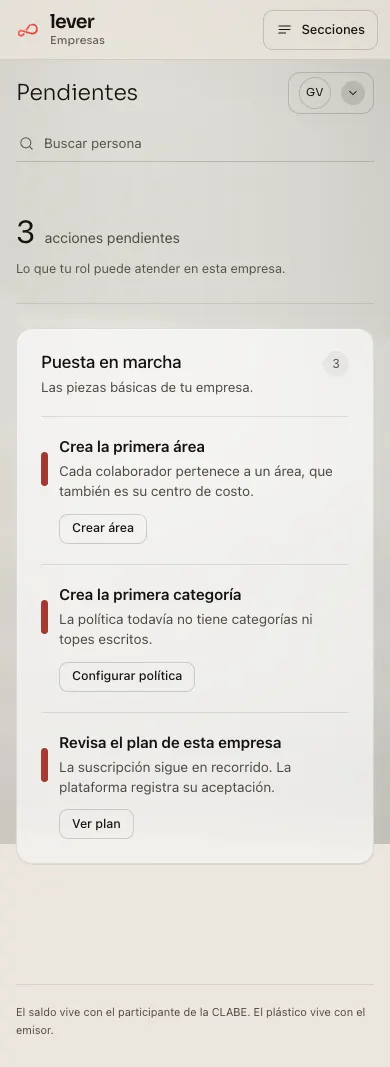 lever
Empresas
Secciones
Pendientes
GV
Buscar persona
3 acciones pendientes
Lo que tu rol puede atender en esta empresa.
Puesta en marcha
3
Las piezas básicas de tu empresa.
Crea la primera área
Cada colaborador pertenece a un área, que
también es su centro de costo.
Crear área
Crea la primera categoría
La política todavía no tiene categorías ni
topes escritos.
Configurar política
Revisa el plan de esta empresa
La suscripción sigue en recorrido. La
plataforma registra su aceptación.
Ver plan
El saldo vive con el participante de la CLABE. El plástico vive con el
emisor.